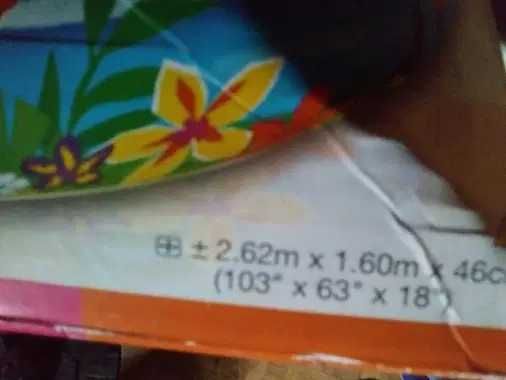 ± 2.62m x 1.60m x 46c
(103" x 63" x 18")